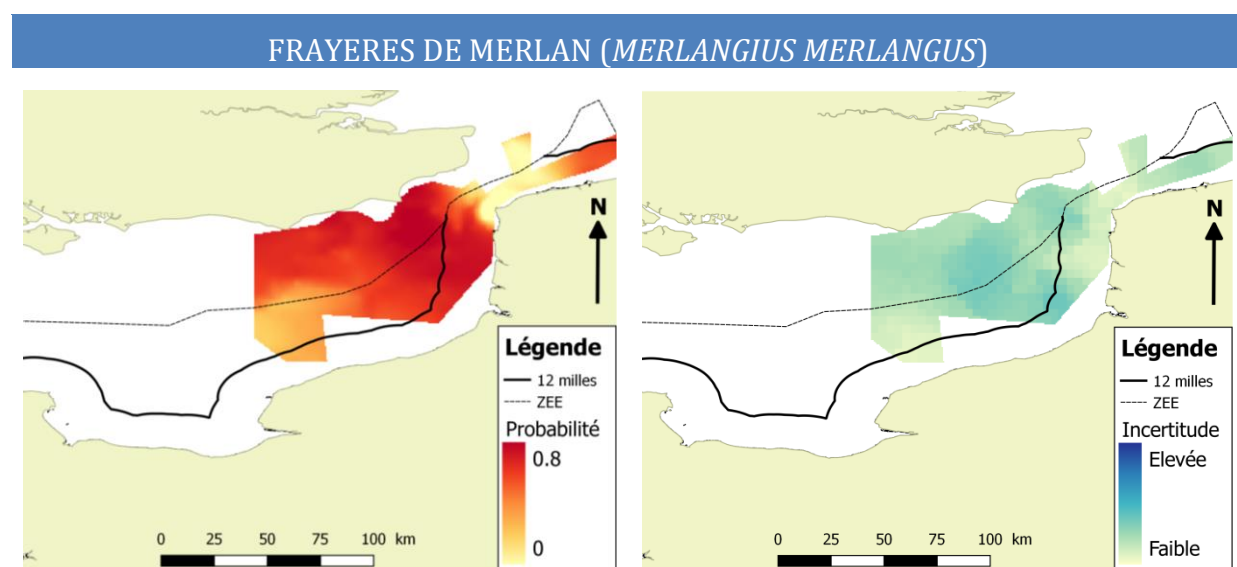 FRAYERES DE MERLAN (MERLANGIUS MERLANGUS)
N
Légende
12 milles
ZEE
Probabilité
0.8
0
0 25 50 75 100 km
N
Légende
12 milles
ZEE
Incertitude
Elevée
Faible
0 25 50 75 100 km